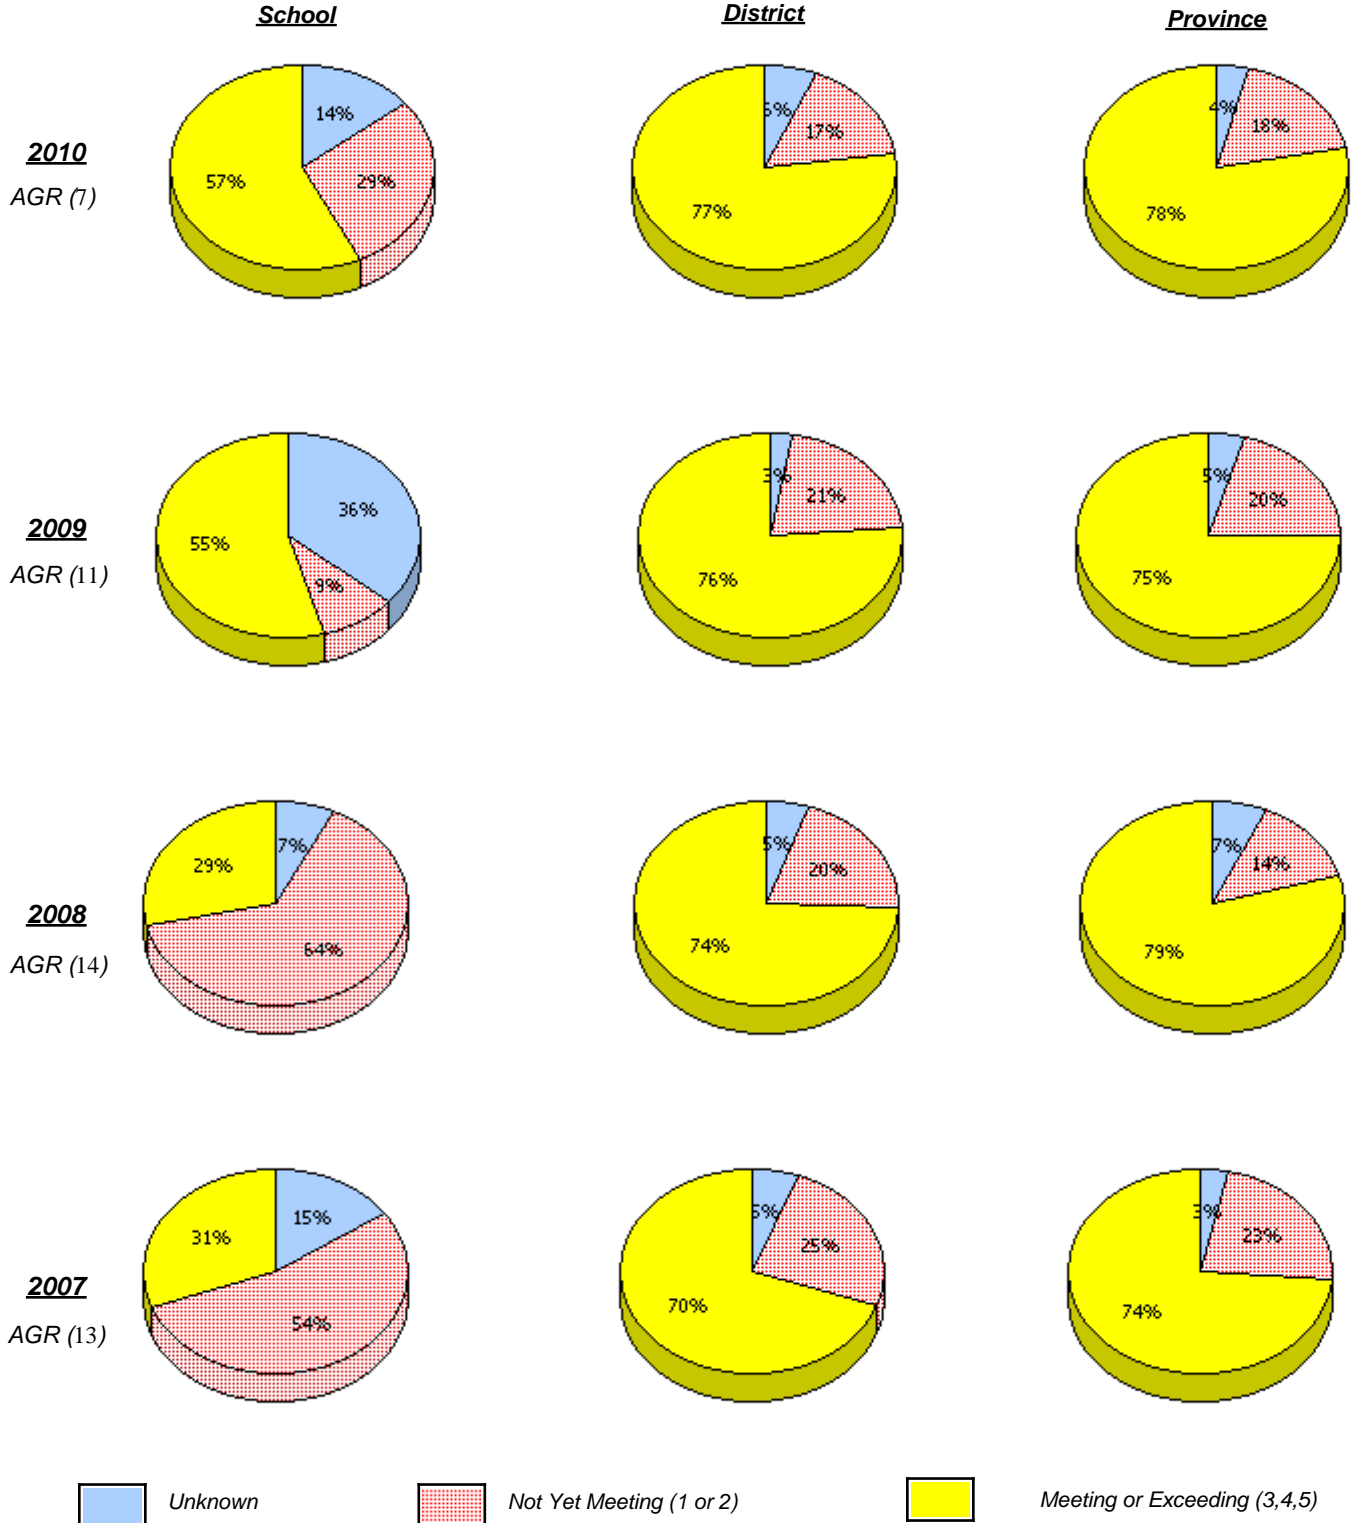 School District Province
14% 6% 17% 4% 18%
2010
57% 29% 77% 78%
AGR (7)
36% 3% 21% 5% 20%
2009
55% 9% 76% 75%
AGR (11)
7% 5% 20% 7% 14%
29%
2008
64% 74% 79%
AGR (14)
15% 5% 25% 3% 23%
31%
2007
54% 70% 74%
AGR (13)
Unknown Not Yet Meeting (1 or 2) Meeting or Exceeding (3,4,5)